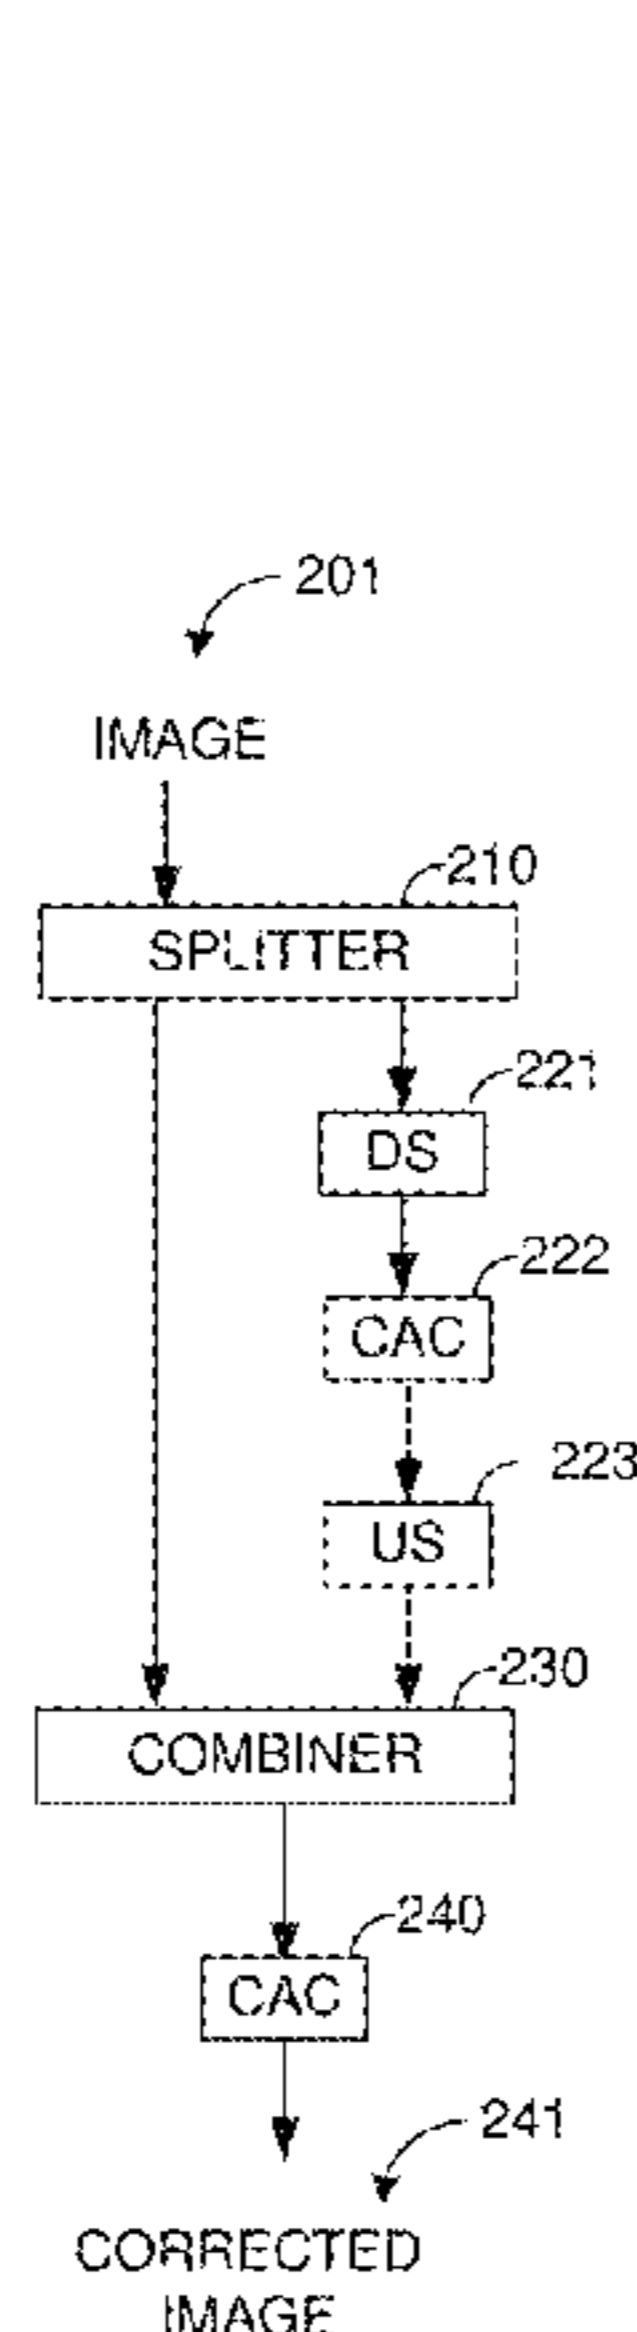 201
IMAGE
210
SPLITTER
221
DS
222
CAC
223
US
230
COMBINER
240
CAC
241
CORRECTED
IMAGE